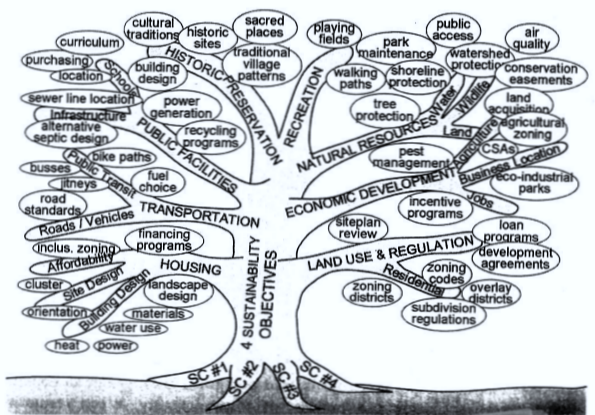 cultural
traditions
historic
sites
sacred
places
playing
fields
public
access
air
quality
curriculum
purchasing
location
Schools
building
design
HISTORIC PRESERVATION
traditional
village
patterns
RECREATION
park
maintenance
watershed
protection
walking
paths
shoreline
protection
Water
Wildlife
conservation
easements
sewer line location
Infrastructure
alternative
septic design
power
generation
recycling
programs
PUBLIC FACILITIES
tree
protection
NATURAL RESOURCES
Land
land
acquisition
Agriculture
agricultural
zoning
CSAs
pest
management
busses
jitneys
Public Transit
bike paths
fuel
choice
ECONOMIC DEVELOPMENT
Business Location
eco-industrial
parks
Jobs
incentive
programs
road
standards
Roads / Vehicles
TRANSPORTATION
siteplan
review
inclus. zoning
Affordability
financing
programs
HOUSING
4 SUSTAINABILITY
OBJECTIVES
LAND USE & REGULATION
loan
programs
development
agreements
cluster
Site Design
orientation
Building Design
landscape
design
materials
water use
heat
power
Residential
zoning
codes
zoning
districts
overlay
districts
subdivision
regulations
SC #1
SC #2
SC #3
SC #4